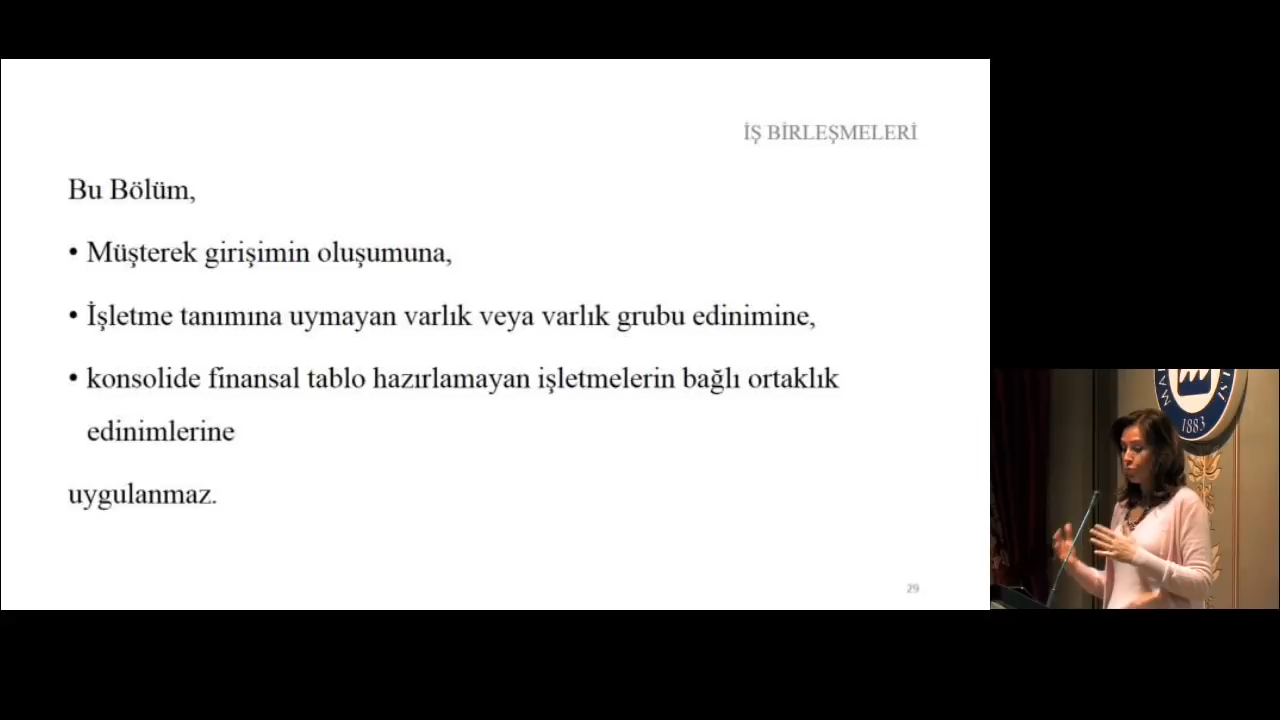 İŞ BİRLEŞMELERİ
Bu Bölüm,
• Müşterek girişimin oluşumuna,
• İşletme tanımına uymayan varlık veya varlık grubu edinimine,
• konsolide finansal tablo hazırlamayan işletmelerin bağlı ortaklık
edinimlerine
uygulanmaz.
29
1883